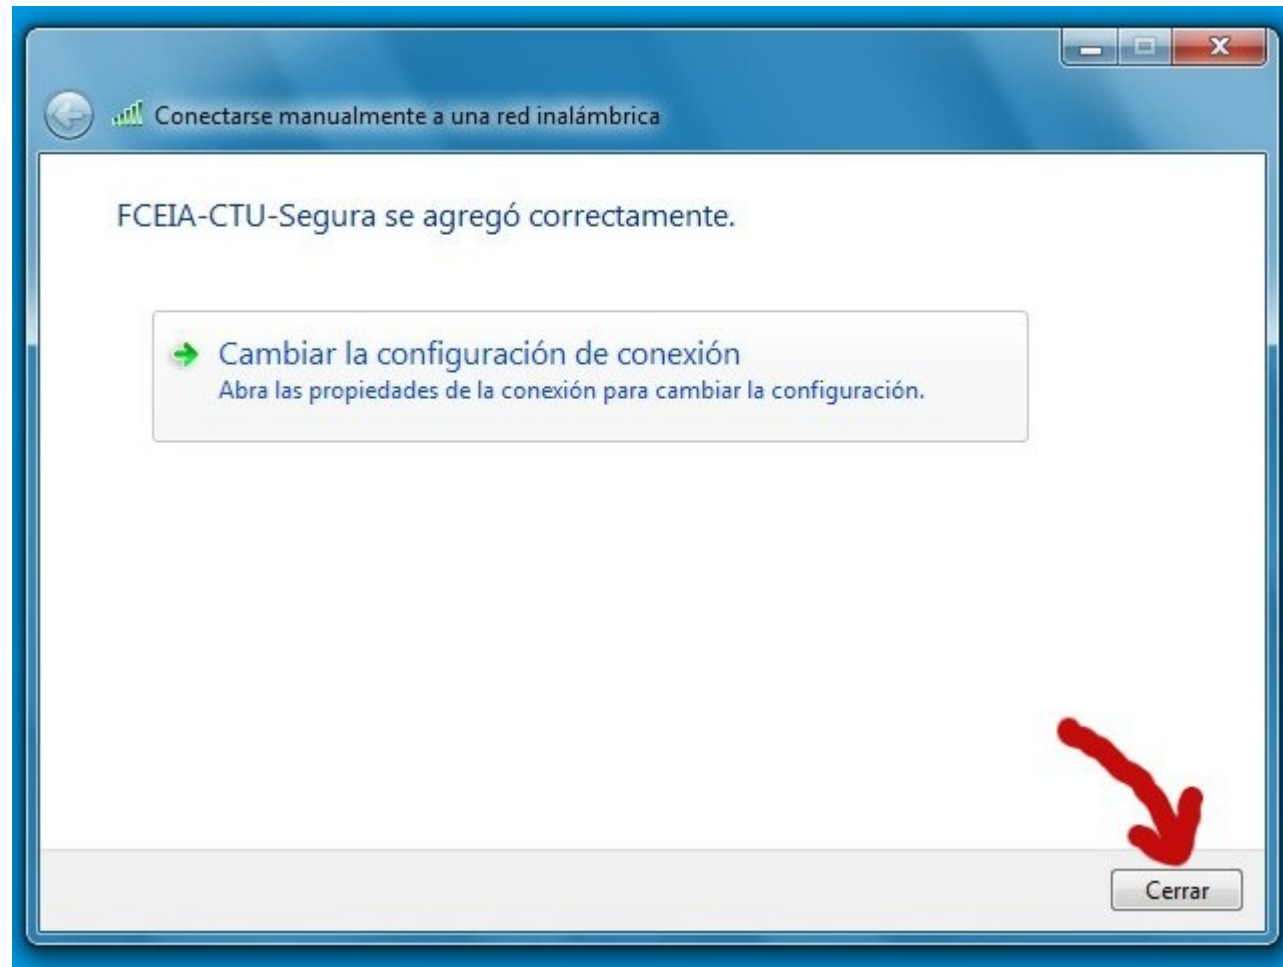 Conectarse manualmente a una red inalámbrica
FCEIA-CTU-Segura se agregó correctamente.
Cambiar la configuración de conexión
Abra las propiedades de la conexión para cambiar la configuración.
Cerrar